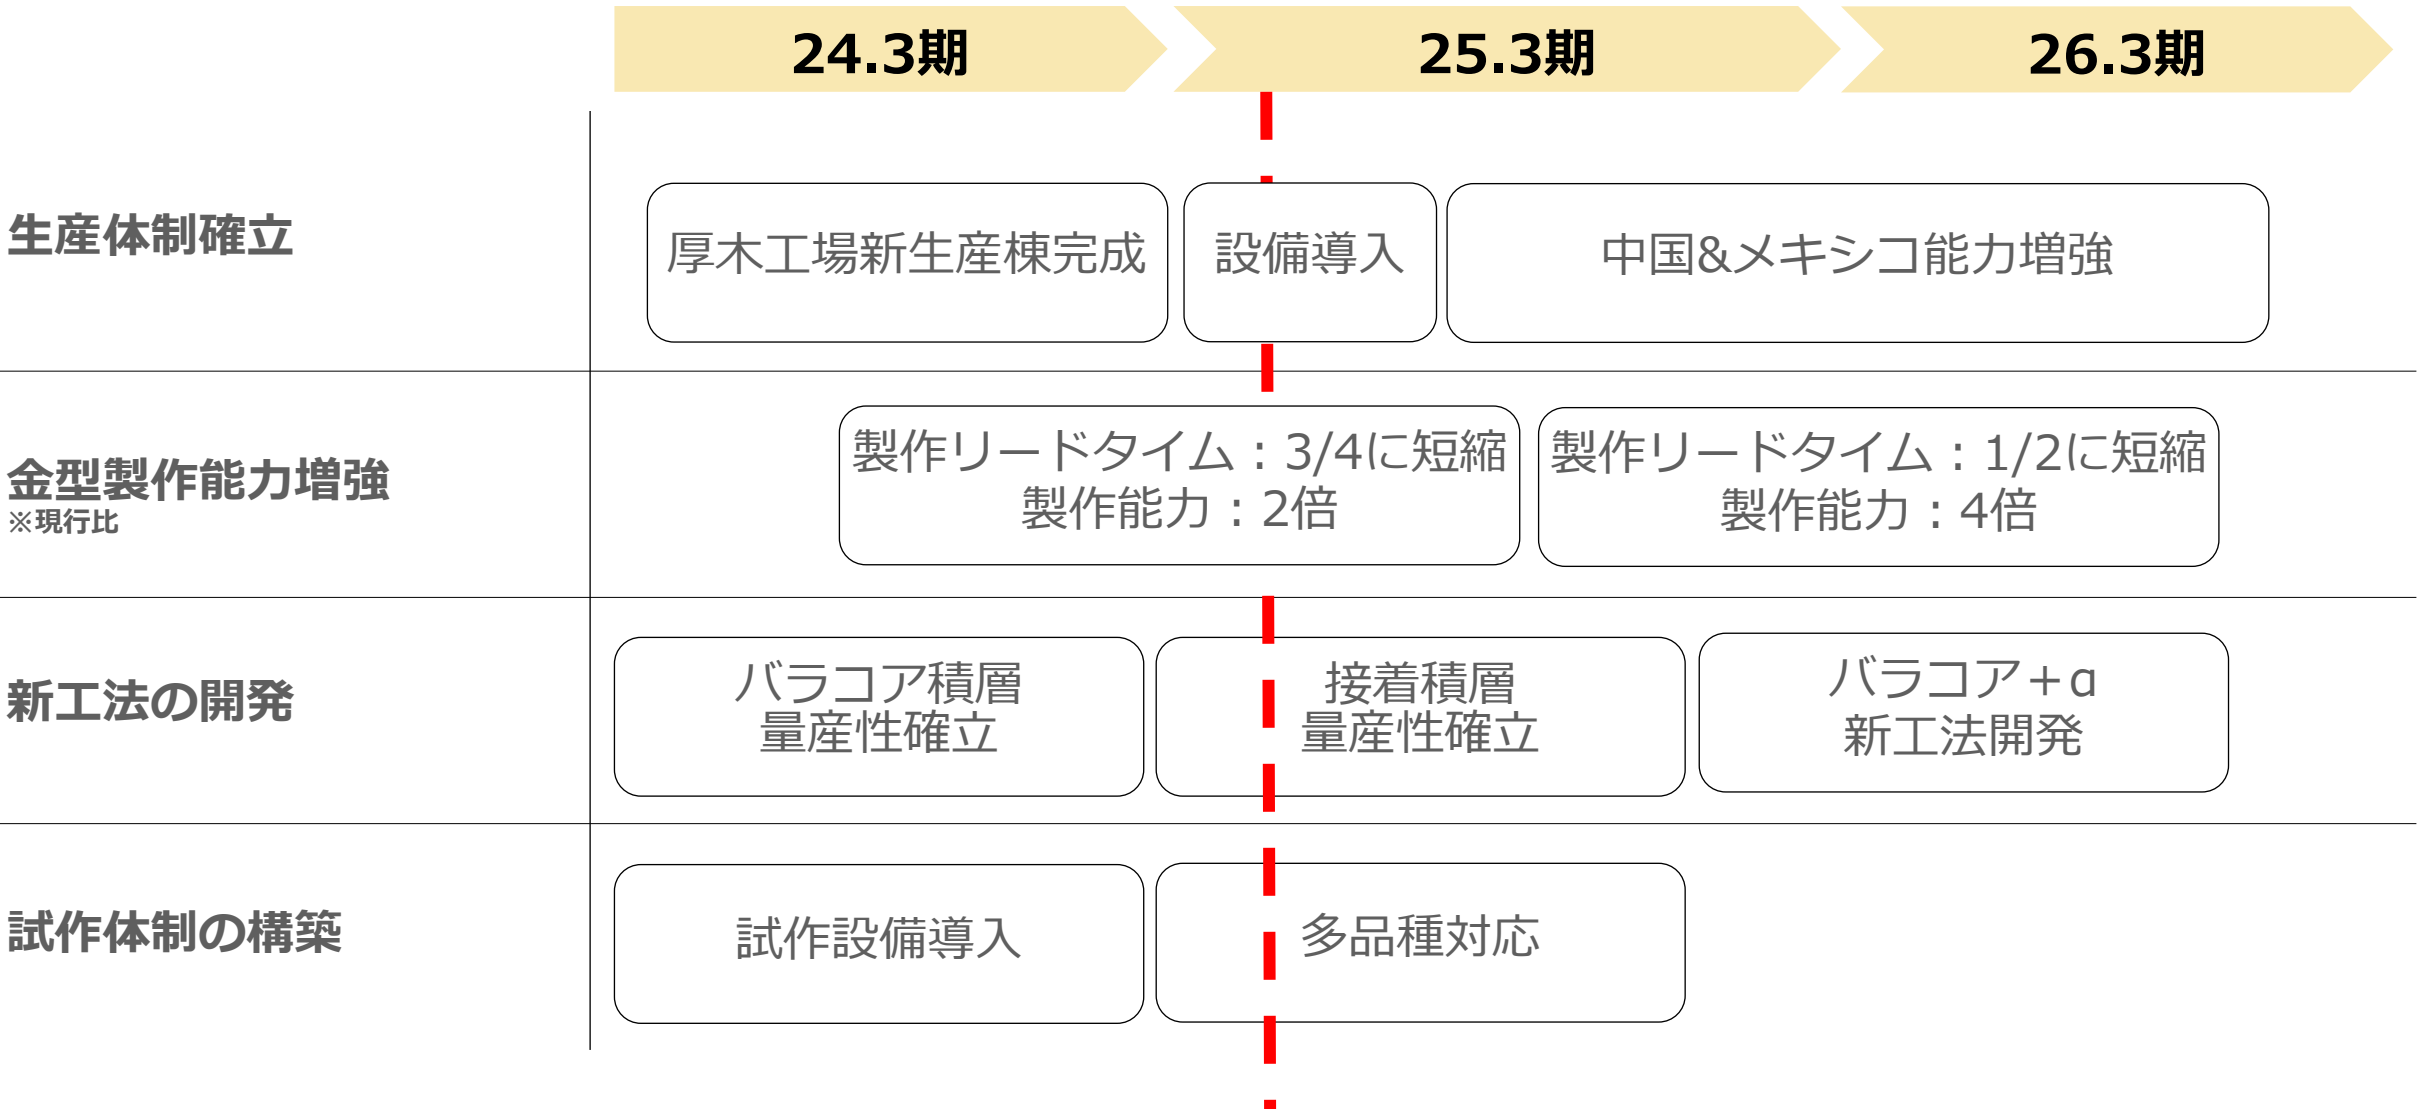 24.3期
25.3期
26.3期
生産体制確立
厚木工場新生産棟完成
設備導入
中国&メキシコ能力増強
金型製作能力増強
※現行比
製作リードタイム：3/4に短縮
製作能力：2倍
製作リードタイム：1/2に短縮
製作能力：4倍
新工法の開発
バラコア積層
量産性確立
接着積層
量産性確立
バラコア＋α
新工法開発
試作体制の構築
試作設備導入
多品種対応